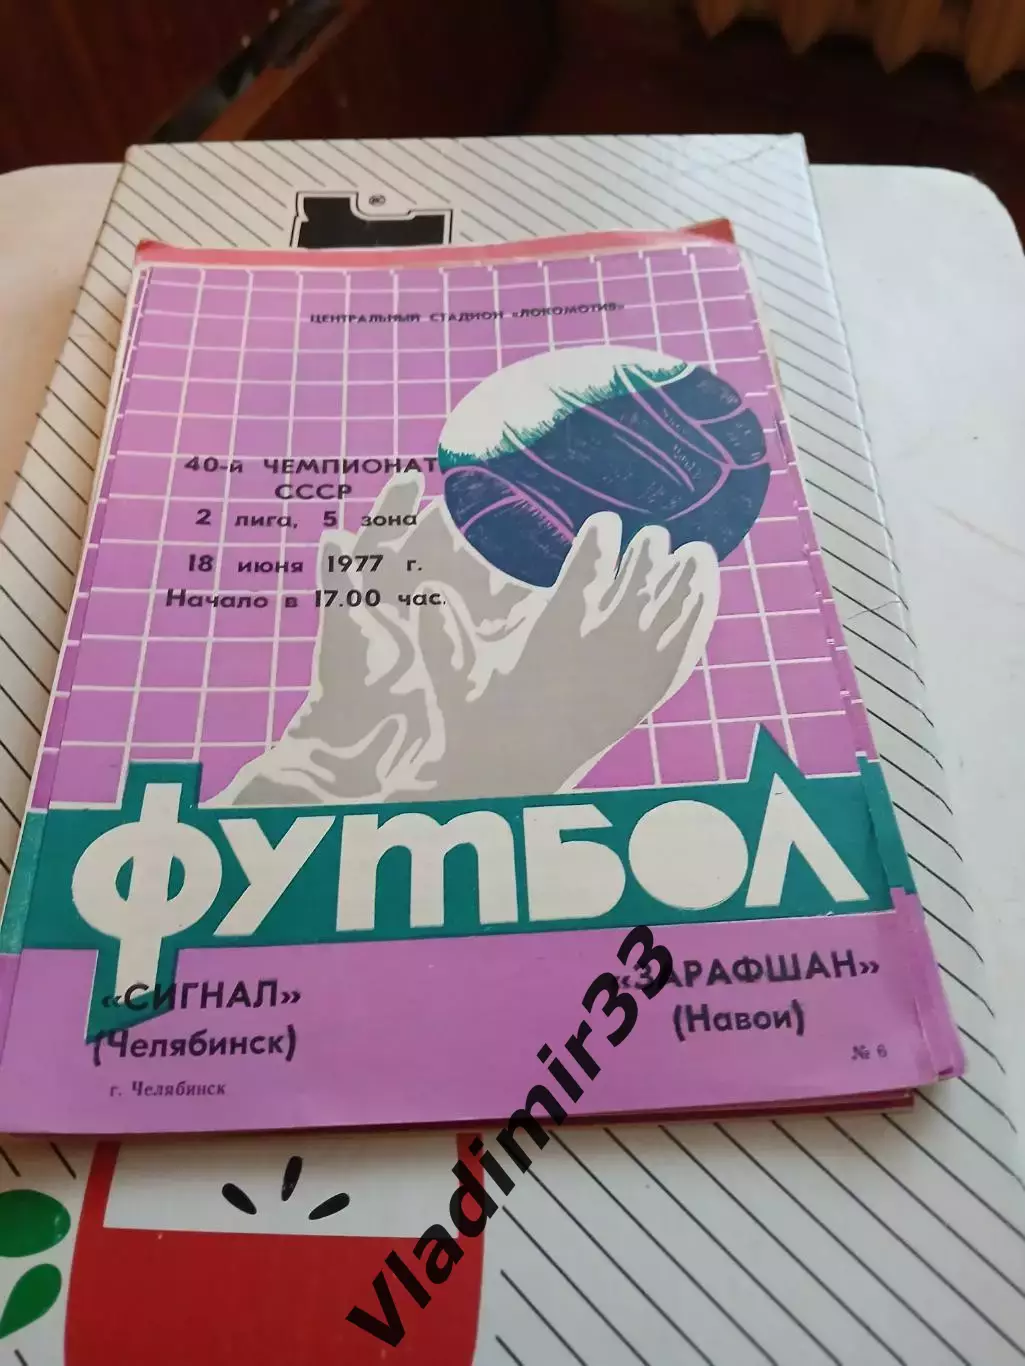 ®
ЦЕНТРАЛЬНЫЙ СТАДИОН «ЛОКОМОТИВ»
40-й ЧЕМПИОНАТ
СССР
2 лига, 5 зона
18 июня 1977 г.
Начало в 17.00 час.
ФУТБОЛ
«СИГНАЛ»
(Челябинск)
«ЗАРАФШАН»
(Навои)
г. Челябинск
№ 6
Vladimir33